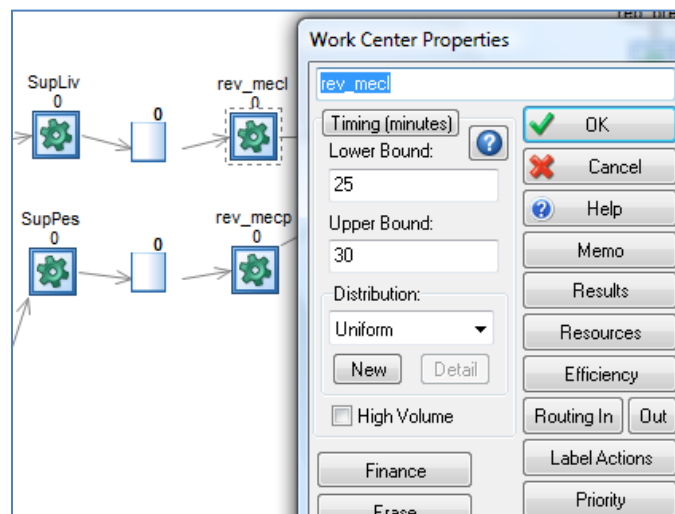 Work Center Properties
SupLiv
0
0
rev_mecl
0
SupPes
0
0
rev_mecp
0
rev_mecl
Timing (minutes)
Lower Bound:
25
Upper Bound:
30
Distribution:
Uniform
New
Detail
High Volume
Finance
Erase
OK
Cancel
Help
Memo
Results
Resources
Efficiency
Routing In
Out
Label Actions
Priority